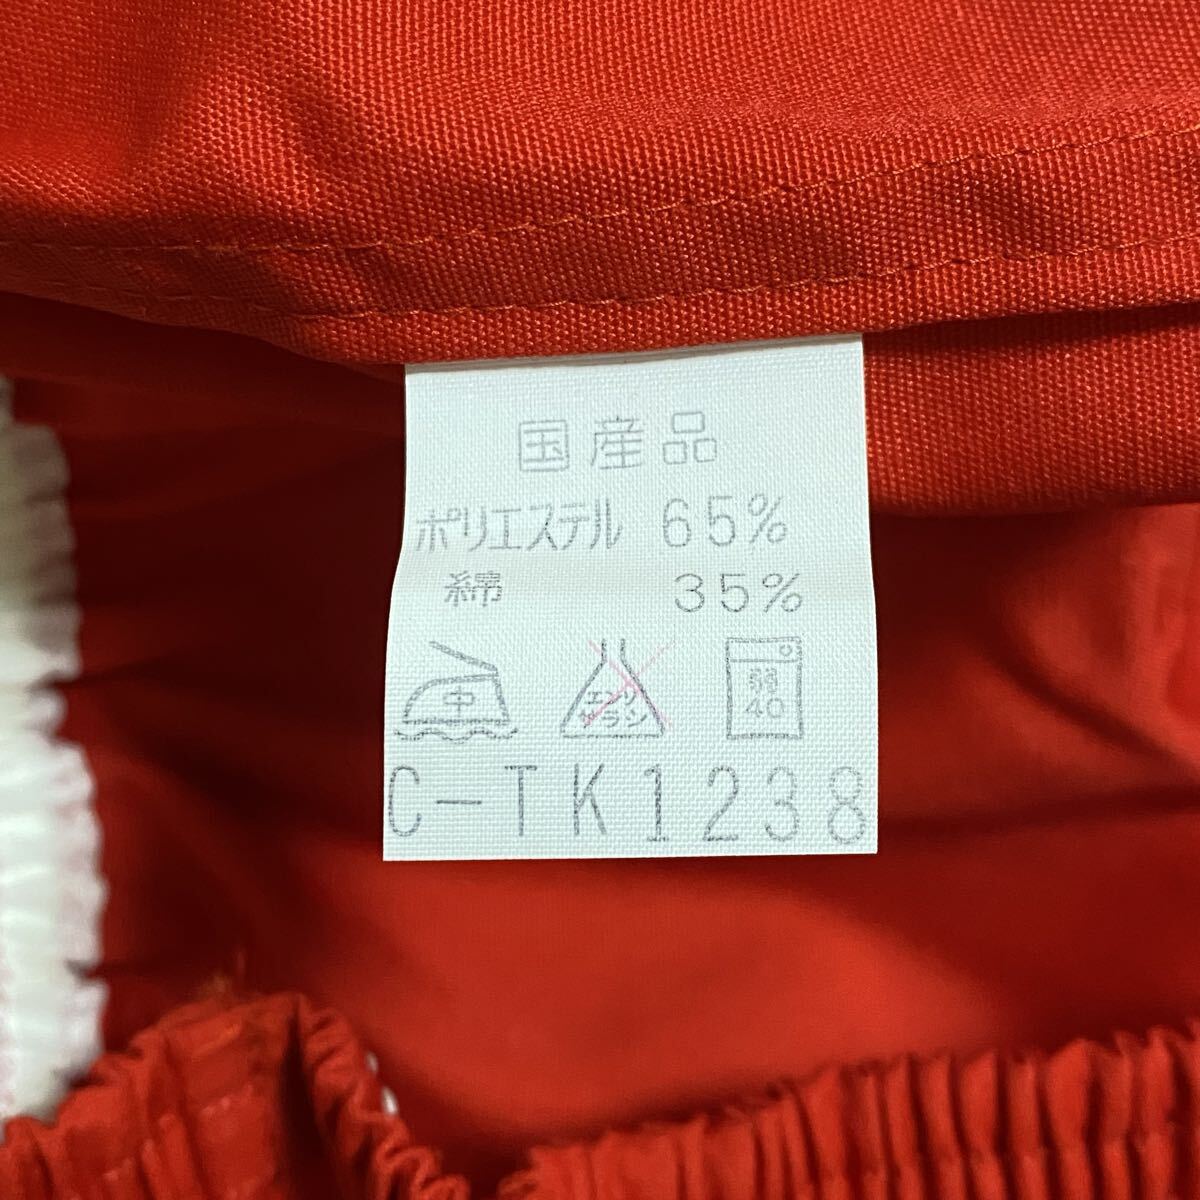 国産品
ポリエステル 65%
綿 35%
中
エンソ
サラシ
弱
40
C-TK1238